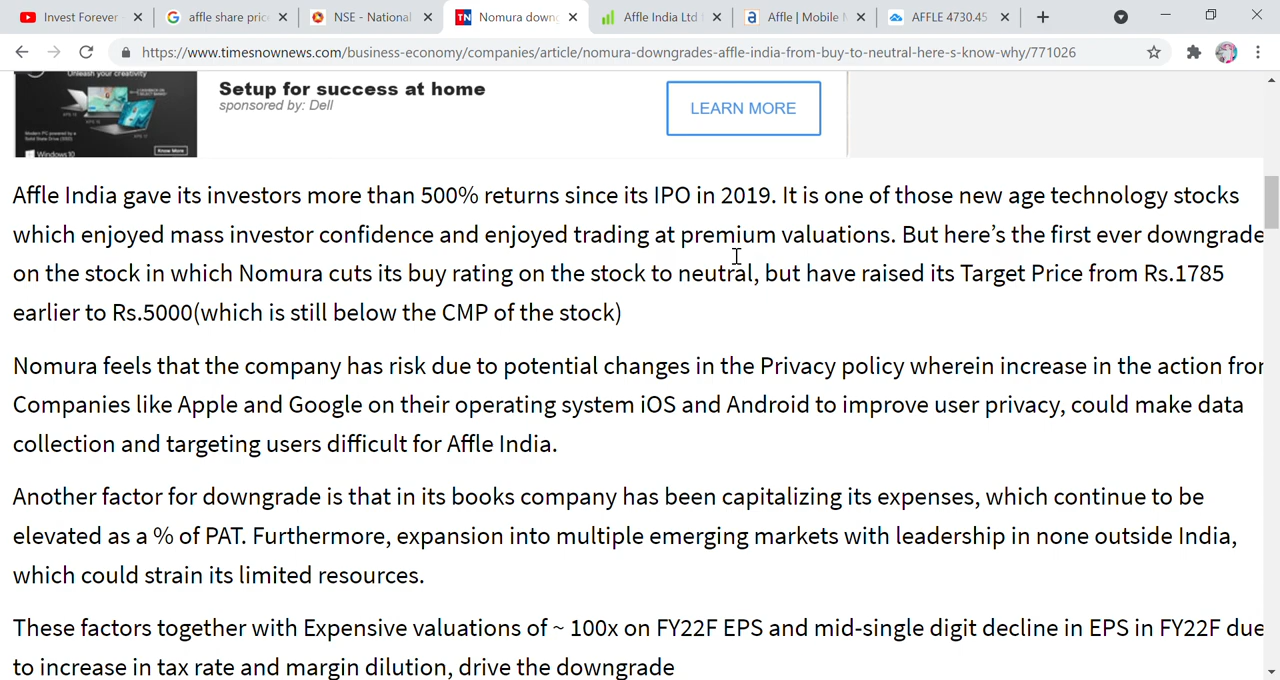 Invest Forever
affle share price
NSE - National
Nomura down
Affle India Ltd
Affle | Mobile M
AFFLE 4730.45
https://www.timesnownews.com/business-economy/companies/article/nomura-downgrades-affle-india-from-buy-to-neutral-here-s-know-why/771026
Unleash your creativity
Setup for success at home
sponsored by: Dell
LEARN MORE
Windows10
Know More
Affle India gave its investors more than 500% returns since its IPO in 2019. It is one of those new age technology stocks
which enjoyed mass investor confidence and enjoyed trading at premium valuations. But here’s the first ever downgrade
on the stock in which Nomura cuts its buy rating on the stock to neutral, but have raised its Target Price from Rs.1785
earlier to Rs.5000(which is still below the CMP of the stock)
Nomura feels that the company has risk due to potential changes in the Privacy policy wherein increase in the action from
Companies like Apple and Google on their operating system iOS and Android to improve user privacy, could make data
collection and targeting users difficult for Affle India.
Another factor for downgrade is that in its books company has been capitalizing its expenses, which continue to be
elevated as a % of PAT. Furthermore, expansion into multiple emerging markets with leadership in none outside India,
which could strain its limited resources.
These factors together with Expensive valuations of ~ 100x on FY22F EPS and mid-single digit decline in EPS in FY22F due
to increase in tax rate and margin dilution, drive the downgrade